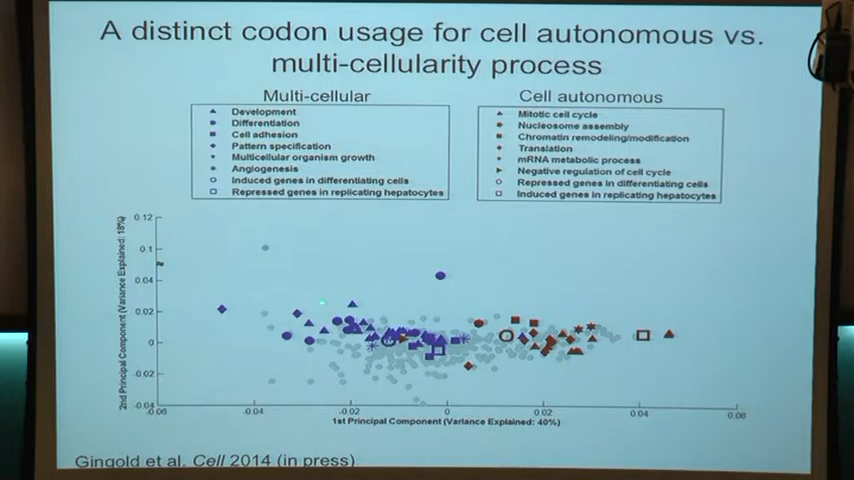 A distinct codon usage for cell autonomous vs.
multi-cellularity process
Multi-cellular
Development
Differentiation
Cell adhesion
Pattern specification
Multicellular organism growth
Angiogenesis
Induced genes in differentiating cells
Repressed genes in replicating hepatocytes
Cell autonomous
Mitotic cell cycle
Nucleosome assembly
Chromatin remodeling/modification
Translation
mRNA metabolic process
Negative regulation of cell cycle
Repressed genes in differentiating cells
Induced genes in replicating hepatocytes
2nd Principal Component (Variance Explained: 18%)
0.12
0.1
0.04
0.02
0
-0.02
-0.04
-0.06
-0.04
-0.02
0
0.02
0.04
0.06
1st Principal Component (Variance Explained: 40%)
Gingold et al. Cell 2014 (in press)